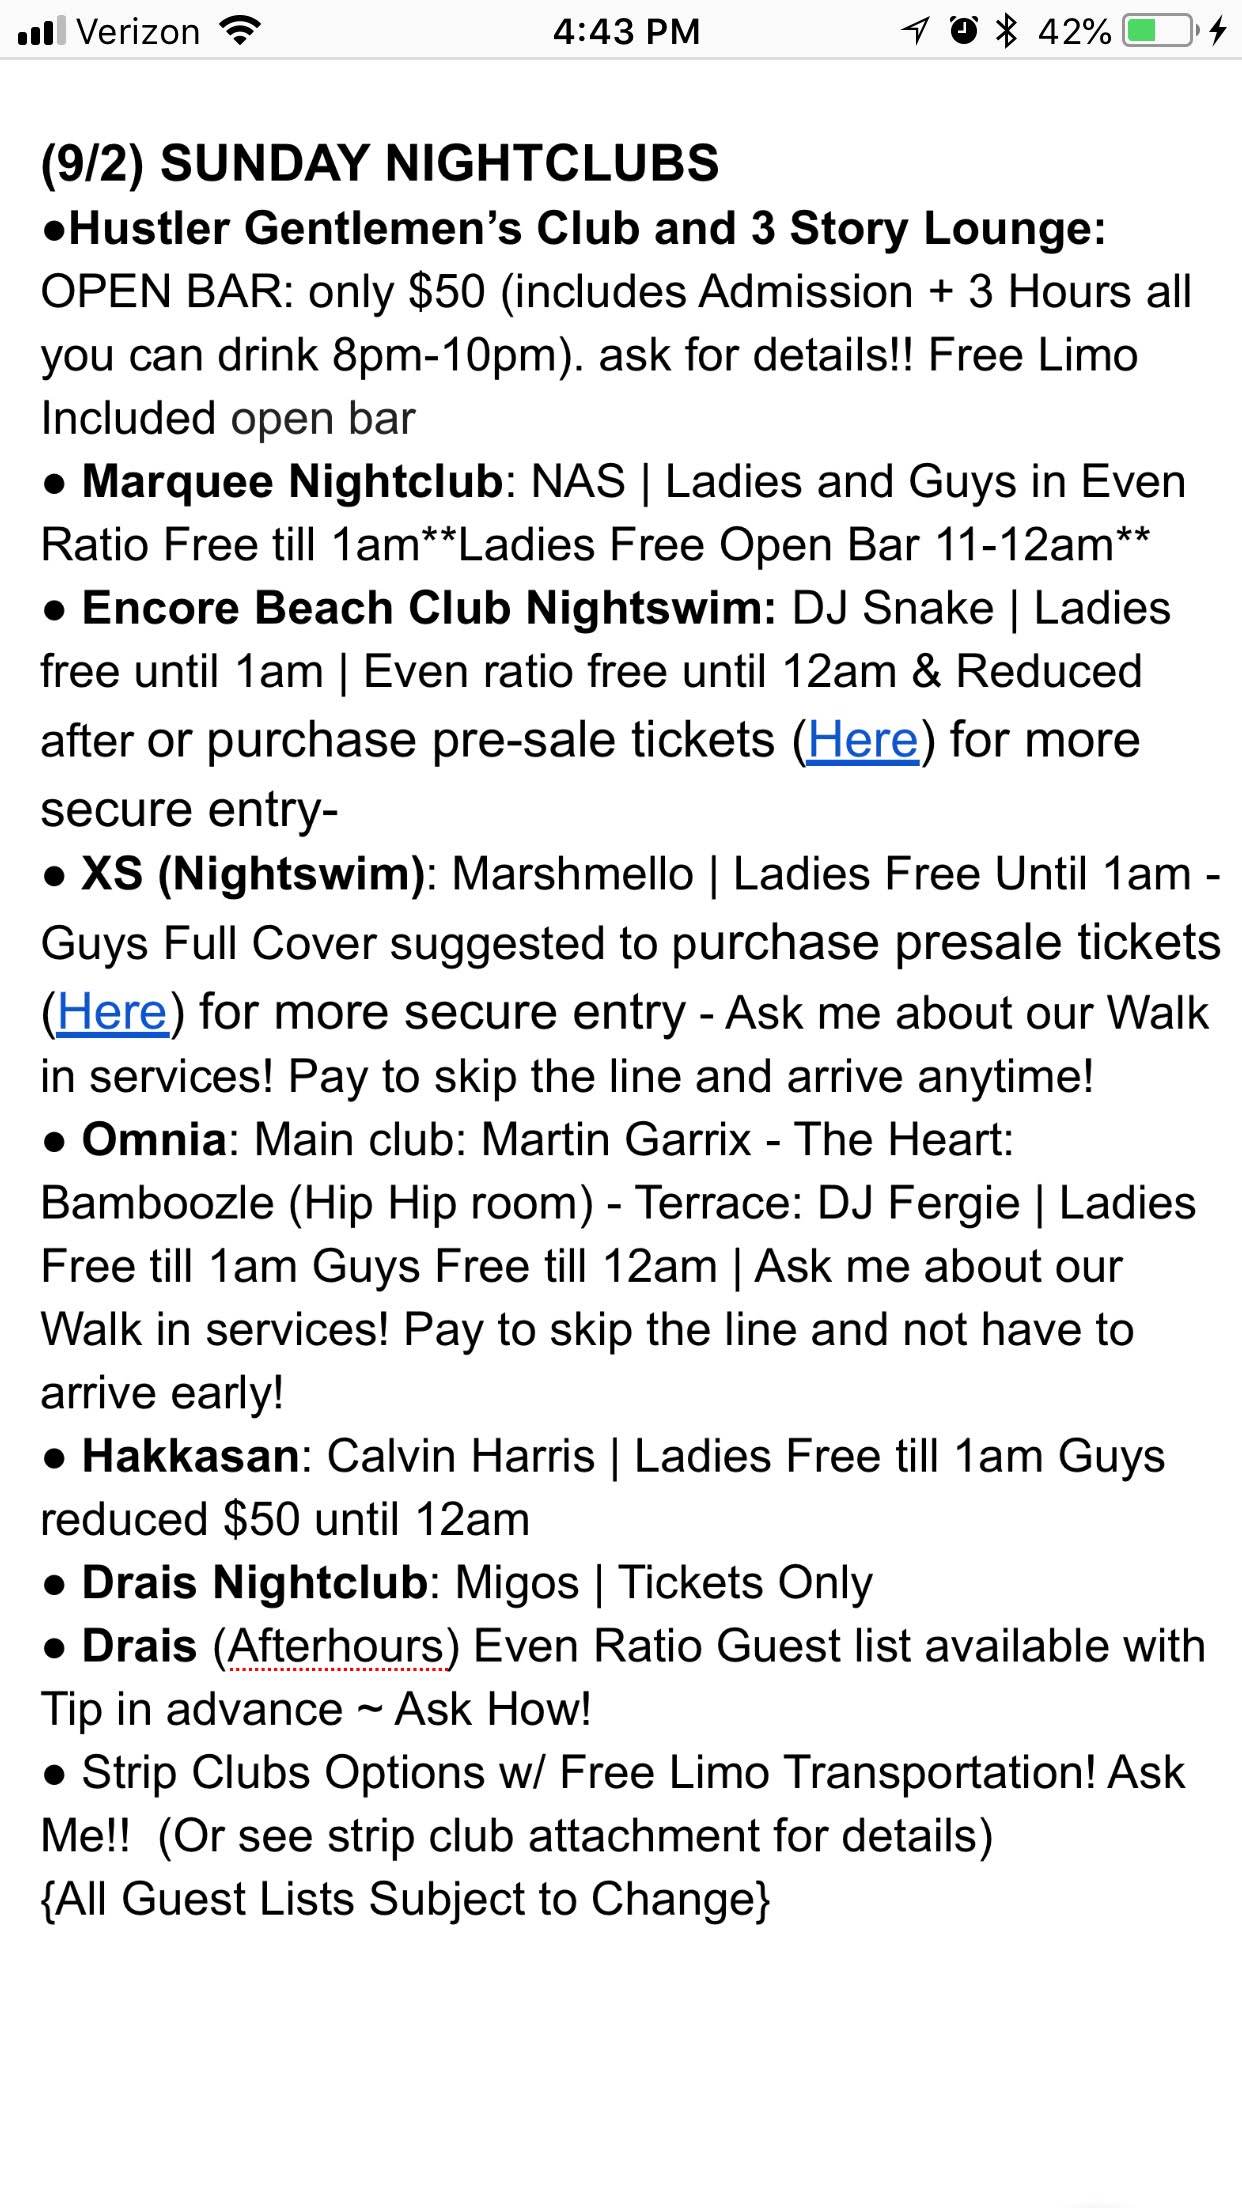 Verizon 4:43 PM 42%
(9/2) SUNDAY NIGHTCLUBS
●Hustler Gentlemen’s Club and 3 Story Lounge:
OPEN BAR: only $50 (includes Admission + 3 Hours all
you can drink 8pm-10pm). ask for details!! Free Limo
Included open bar
● Marquee Nightclub: NAS | Ladies and Guys in Even
Ratio Free till 1am**Ladies Free Open Bar 11-12am**
● Encore Beach Club Nightswim: DJ Snake | Ladies
free until 1am | Even ratio free until 12am & Reduced
after or purchase pre-sale tickets (Here) for more
secure entry-
● XS (Nightswim): Marshmello | Ladies Free Until 1am -
Guys Full Cover suggested to purchase presale tickets
(Here) for more secure entry - Ask me about our Walk
in services! Pay to skip the line and arrive anytime!
● Omnia: Main club: Martin Garrix - The Heart:
Bamboozle (Hip Hip room) - Terrace: DJ Fergie | Ladies
Free till 1am Guys Free till 12am | Ask me about our
Walk in services! Pay to skip the line and not have to
arrive early!
● Hakkasan: Calvin Harris | Ladies Free till 1am Guys
reduced $50 until 12am
● Drais Nightclub: Migos | Tickets Only
● Drais (Afterhours) Even Ratio Guest list available with
Tip in advance ~ Ask How!
● Strip Clubs Options w/ Free Limo Transportation! Ask
Me!!  (Or see strip club attachment for details)
{All Guest Lists Subject to Change}